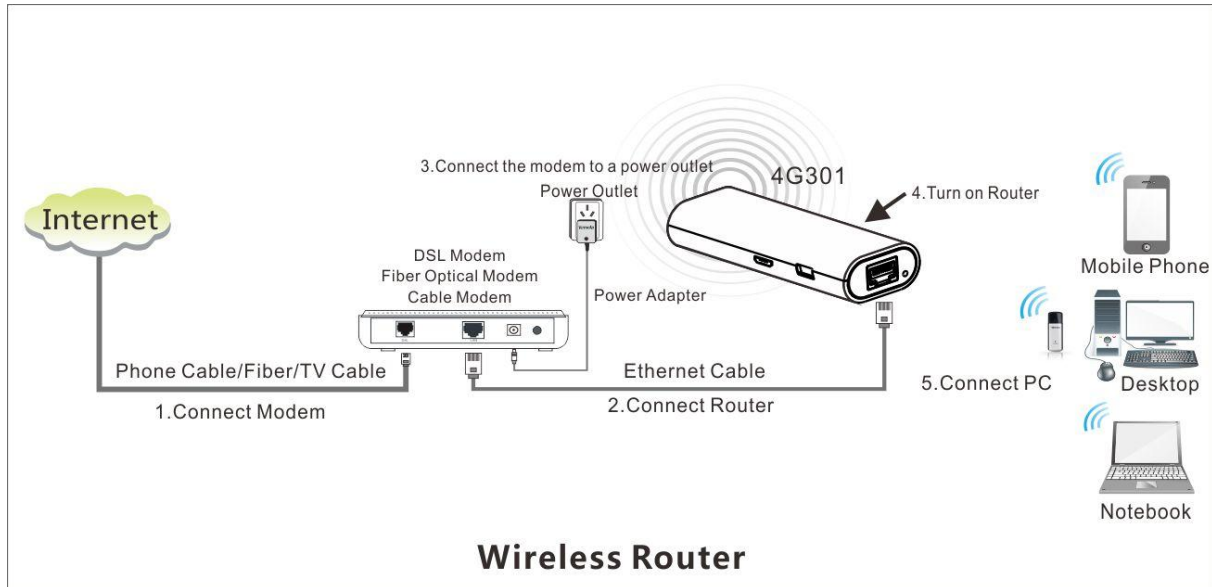 3.Connect the modem to a power outlet
Power Outlet
4G301
4.Turn on Router
Internet
DSL Modem
Fiber Optical Modem
Cable Modem
Power Adapter
Mobile Phone
Phone Cable/Fiber/TV Cable
1.Connect Modem
Ethernet Cable
2.Connect Router
5.Connect PC
Desktop
Notebook
Wireless Router